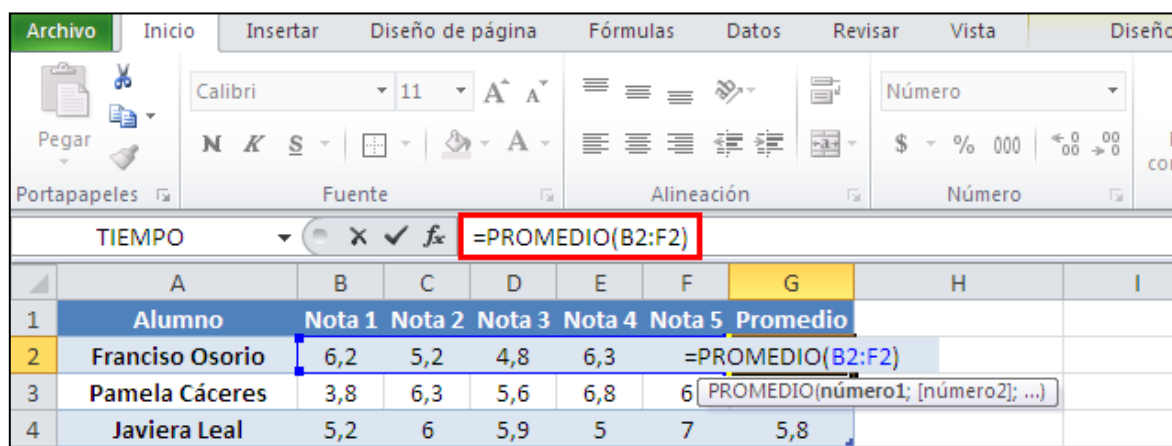 Archivo Inicio Insertar Diseño de página Fórmulas Datos Revisar Vista Diseño
Calibri 11 A A Número
Pegar N K S A $ % 000
Portapapeles Fuente Alineación Número
TIEMPO fx =PROMEDIO(B2:F2)
A B C D E F G H I
1 Alumno Nota 1 Nota 2 Nota 3 Nota 4 Nota 5 Promedio
2 Franciso Osorio 6,2 5,2 4,8 6,3 =PROMEDIO(B2:F2)
3 Pamela Cáceres 3,8 6,3 5,6 6,8 6 PROMEDIO(número1; [número2]; ...)
4 Javiera Leal 5,2 6 5,9 5 7 5,8